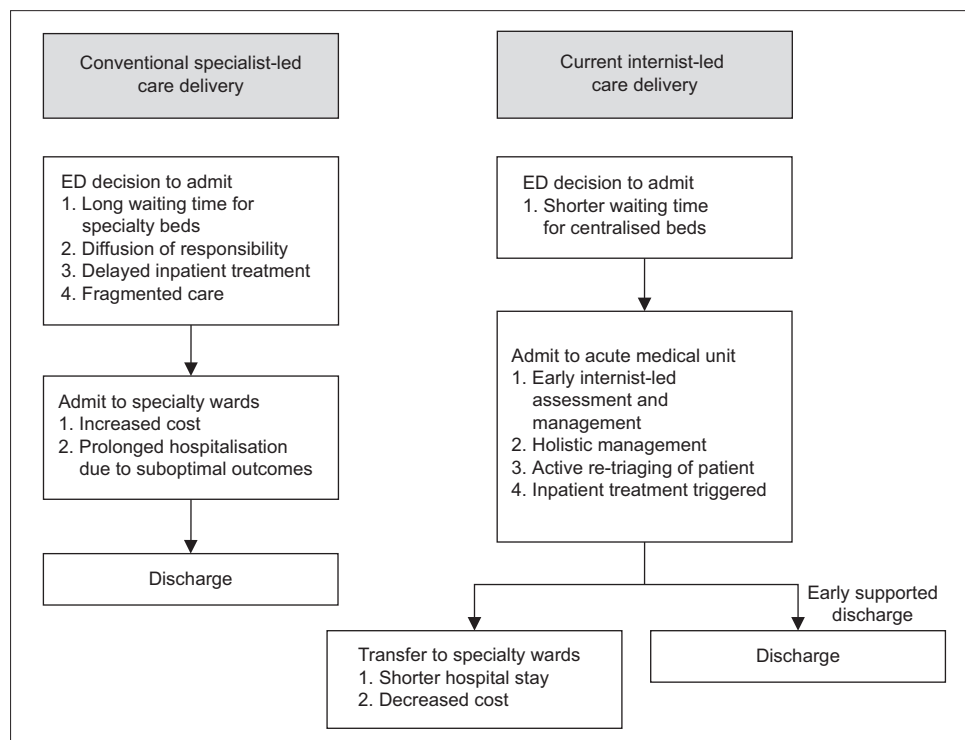 Conventional specialist-led
care delivery
ED decision to admit
1. Long waiting time for
specialty beds
2. Diffusion of responsibility
3. Delayed inpatient treatment
4. Fragmented care
Admit to specialty wards
1. Increased cost
2. Prolonged hospitalisation
due to suboptimal outcomes
Discharge
Current internist-led
care delivery
ED decision to admit
1. Shorter waiting time
for centralised beds
Admit to acute medical unit
1. Early internist-led
assessment and
management
2. Holistic management
3. Active re-triaging of patient
4. Inpatient treatment triggered
Transfer to specialty wards
1. Shorter hospital stay
2. Decreased cost
Early supported
discharge
Discharge